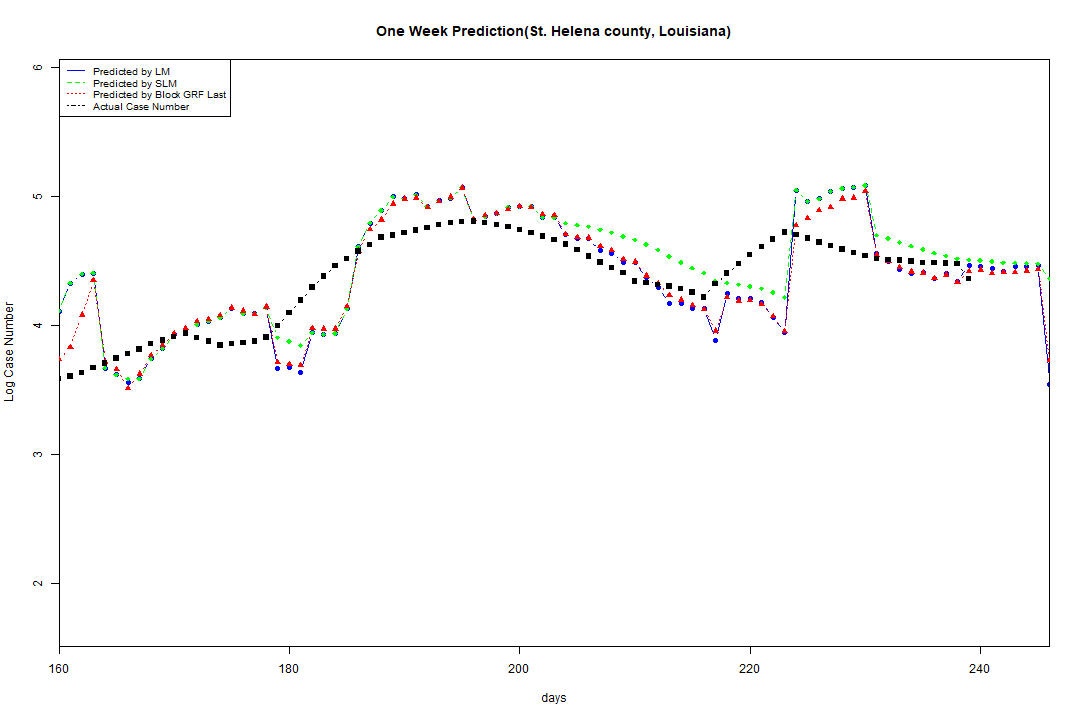 One Week Prediction(St. Helena county, Louisiana)
6
Predicted by LM
Predicted by SLM
Predicted by Block GRF Last
Actual Case Number
5
4
Log Case Number
3
2
160 180 200 220 240
days